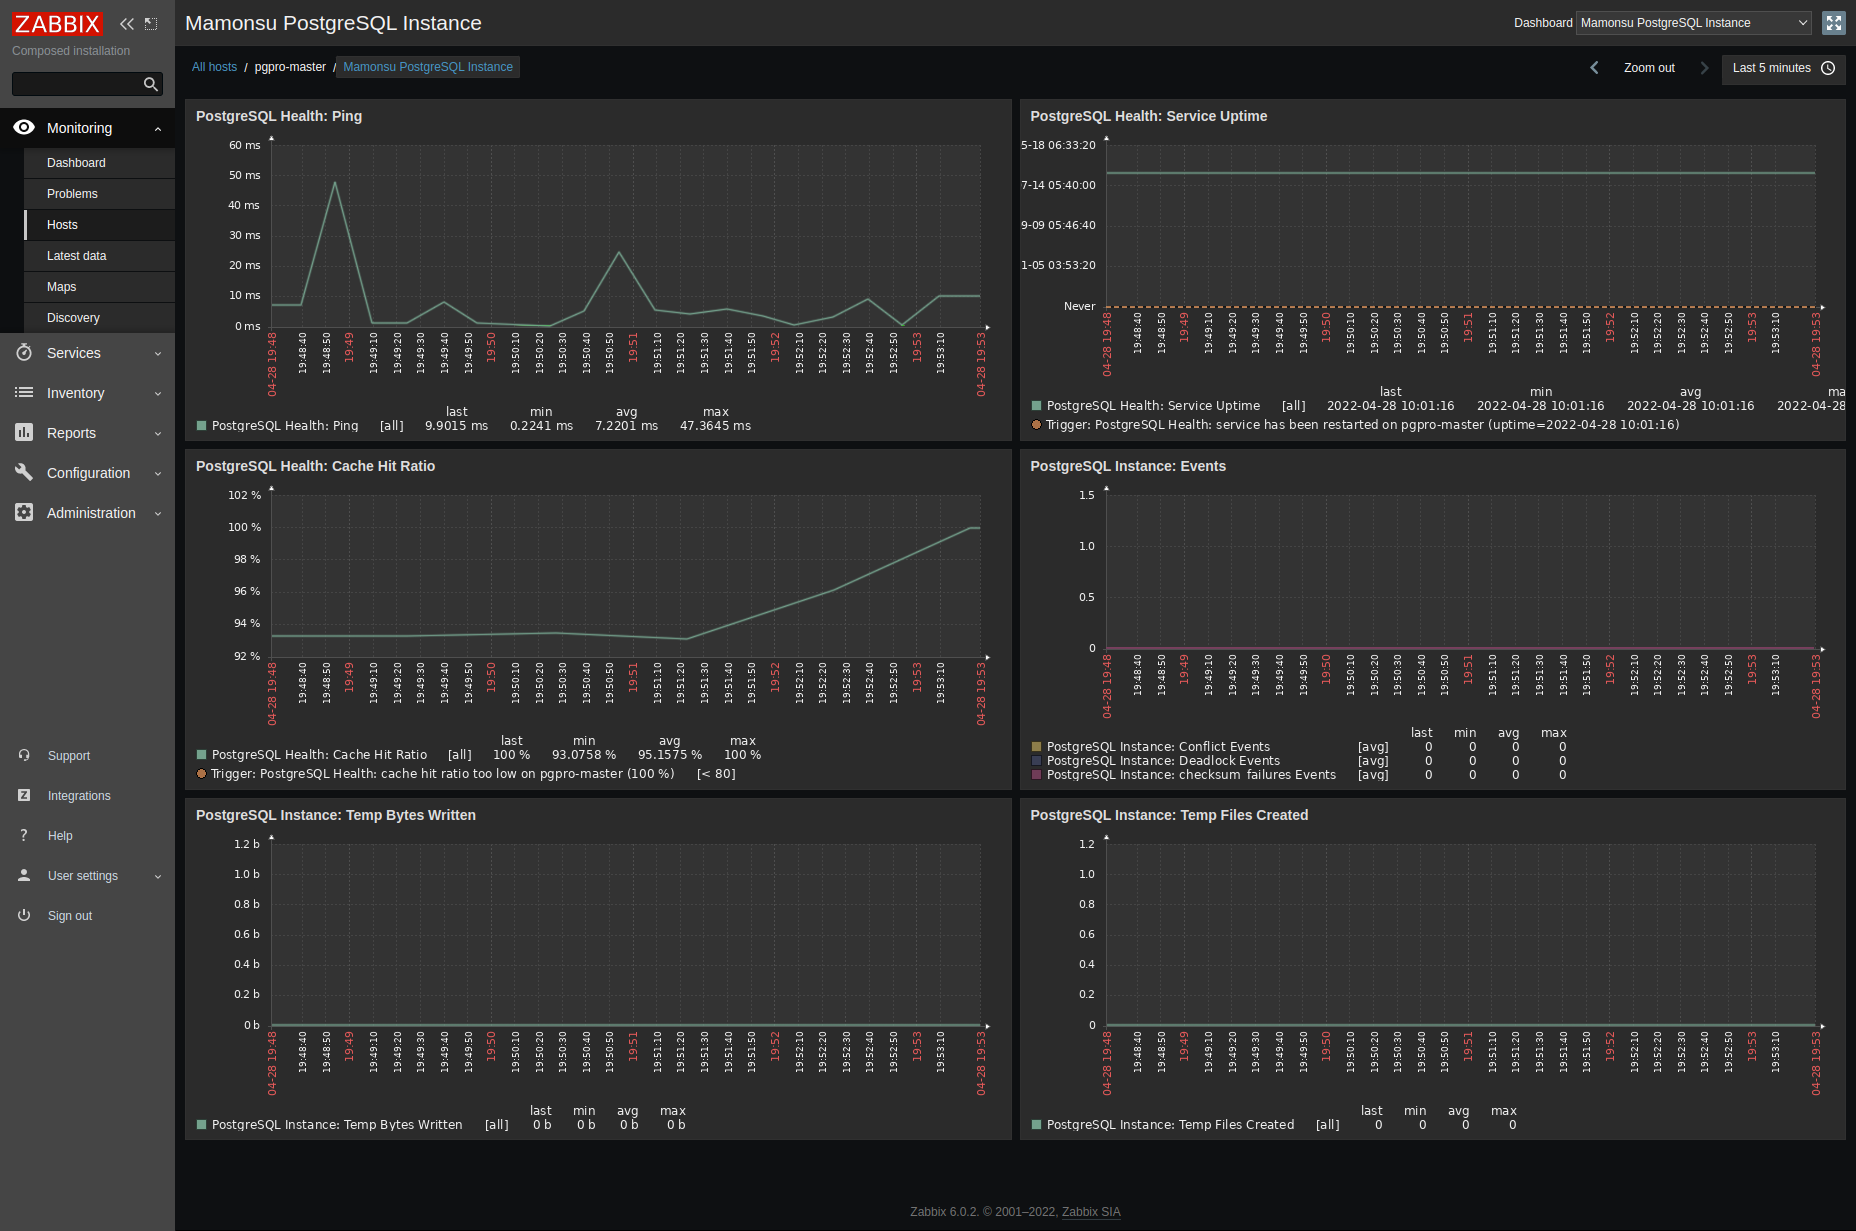 ZABBIX
Composed installation
Monitoring
Dashboard
Problems
Hosts
Latest data
Maps
Discovery
Services
Inventory
Reports
Configuration
Administration
Support
Integrations
Help
User settings
Sign out
Mamonsu PostgreSQL Instance
Dashboard Mamonsu PostgreSQL Instance
All hosts / pgpro-master / Mamonsu PostgreSQL Instance
Zoom out
Last 5 minutes
PostgreSQL Health: Ping
60 ms
50 ms
40 ms
30 ms
20 ms
10 ms
0 ms
04-28 19:48 19:48:40 19:48:50 19:49 19:49:10 19:49:20 19:49:30 19:49:40 19:49:50 19:50 19:50:10 19:50:20 19:50:30 19:50:40 19:50:50 19:51 19:51:10 19:51:20 19:51:30 19:51:40 19:51:50 19:52 19:52:10 19:52:20 19:52:30 19:52:40 19:52:50 19:53 19:53:10 04-28 19:53
last min avg max
PostgreSQL Health: Ping [all] 9.9015 ms 0.2241 ms 7.2201 ms 47.3645 ms
PostgreSQL Health: Service Uptime
5-18 06:33:20
7-14 05:40:00
9-09 05:46:40
1-05 03:53:20
Never
04-28 19:48 19:48:40 19:48:50 19:49 19:49:10 19:49:20 19:49:30 19:49:40 19:49:50 19:50 19:50:10 19:50:20 19:50:30 19:50:40 19:50:50 19:51 19:51:10 19:51:20 19:51:30 19:51:40 19:51:50 19:52 19:52:10 19:52:20 19:52:30 19:52:40 19:52:50 19:53 19:53:10 04-28 19:53
last min avg ma
PostgreSQL Health: Service Uptime [all] 2022-04-28 10:01:16 2022-04-28 10:01:16 2022-04-28 10:01:16 2022-04-28
Trigger: PostgreSQL Health: service has been restarted on pgpro-master (uptime=2022-04-28 10:01:16)
PostgreSQL Health: Cache Hit Ratio
102 %
100 %
98 %
96 %
94 %
92 %
04-28 19:48 19:48:40 19:48:50 19:49 19:49:10 19:49:20 19:49:30 19:49:40 19:49:50 19:50 19:50:10 19:50:20 19:50:30 19:50:40 19:50:50 19:51 19:51:10 19:51:20 19:51:30 19:51:40 19:51:50 19:52 19:52:10 19:52:20 19:52:30 19:52:40 19:52:50 19:53 19:53:10 04-28 19:53
last min avg max
PostgreSQL Health: Cache Hit Ratio [all] 100 % 93.0758 % 95.1575 % 100 %
Trigger: PostgreSQL Health: cache hit ratio too low on pgpro-master (100 %) [< 80]
PostgreSQL Instance: Events
1.5
1.0
0.5
0
04-28 19:48 19:48:40 19:48:50 19:49 19:49:10 19:49:20 19:49:30 19:49:40 19:49:50 19:50 19:50:10 19:50:20 19:50:30 19:50:40 19:50:50 19:51 19:51:10 19:51:20 19:51:30 19:51:40 19:51:50 19:52 19:52:10 19:52:20 19:52:30 19:52:40 19:52:50 19:53 19:53:10 04-28 19:53
last min avg max
PostgreSQL Instance: Conflict Events [avg] 0 0 0 0
PostgreSQL Instance: Deadlock Events [avg] 0 0 0 0
PostgreSQL Instance: checksum_failures Events [avg] 0 0 0 0
PostgreSQL Instance: Temp Bytes Written
1.2 b
1.0 b
0.8 b
0.6 b
0.4 b
0.2 b
0 b
04-28 19:48 19:48:40 19:48:50 19:49 19:49:10 19:49:20 19:49:30 19:49:40 19:49:50 19:50 19:50:10 19:50:20 19:50:30 19:50:40 19:50:50 19:51 19:51:10 19:51:20 19:51:30 19:51:40 19:51:50 19:52 19:52:10 19:52:20 19:52:30 19:52:40 19:52:50 19:53 19:53:10 04-28 19:53
last min avg max
PostgreSQL Instance: Temp Bytes Written [all] 0 b 0 b 0 b 0 b
PostgreSQL Instance: Temp Files Created
1.2
1.0
0.8
0.6
0.4
0.2
0
04-28 19:48 19:48:40 19:48:50 19:49 19:49:10 19:49:20 19:49:30 19:49:40 19:49:50 19:50 19:50:10 19:50:20 19:50:30 19:50:40 19:50:50 19:51 19:51:10 19:51:20 19:51:30 19:51:40 19:51:50 19:52 19:52:10 19:52:20 19:52:30 19:52:40 19:52:50 19:53 19:53:10 04-28 19:53
last min avg max
PostgreSQL Instance: Temp Files Created [all] 0 0 0 0
Zabbix 6.0.2. © 2001–2022, Zabbix SIA